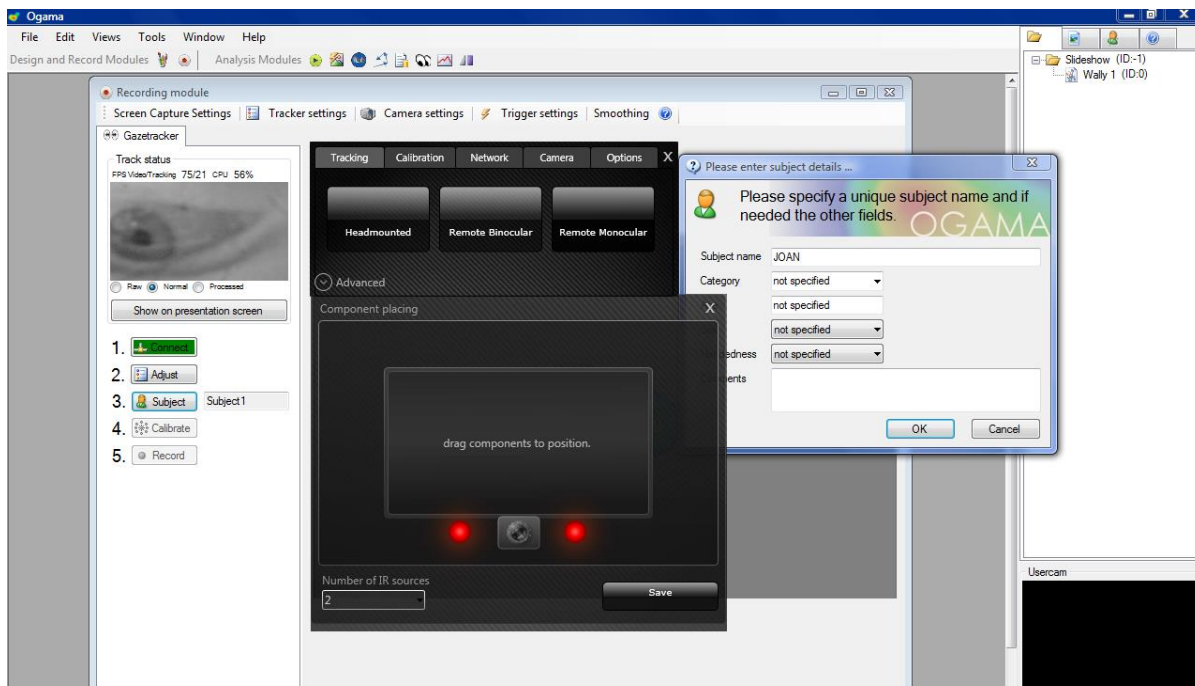 Ogama
File Edit Views Tools Window Help
Design and Record Modules Analysis Modules
Slideshow (ID:-1)
Wally 1 (ID:0)
Recording module
Screen Capture Settings Tracker settings Camera settings Trigger settings Smoothing
Gazetracker
Track status
FPS Video/Tracking 75/21 CPU 56%
Raw Normal Processed
Show on presentation screen
1. Connect
2. Adjust
3. Subject Subject1
4. Calibrate
5. Record
Tracking Calibration Network Camera Options X
Headmounted Remote Binocular Remote Monocular
Advanced
Component placing X
drag components to position.
Number of IR sources
2
Save
Please enter subject details ...
Please specify a unique subject name and if
needed the other fields.
OGAMA
Subject name JOAN
Category not specified
not specified
not specified
edness not specified
ents
OK Cancel
Usercam